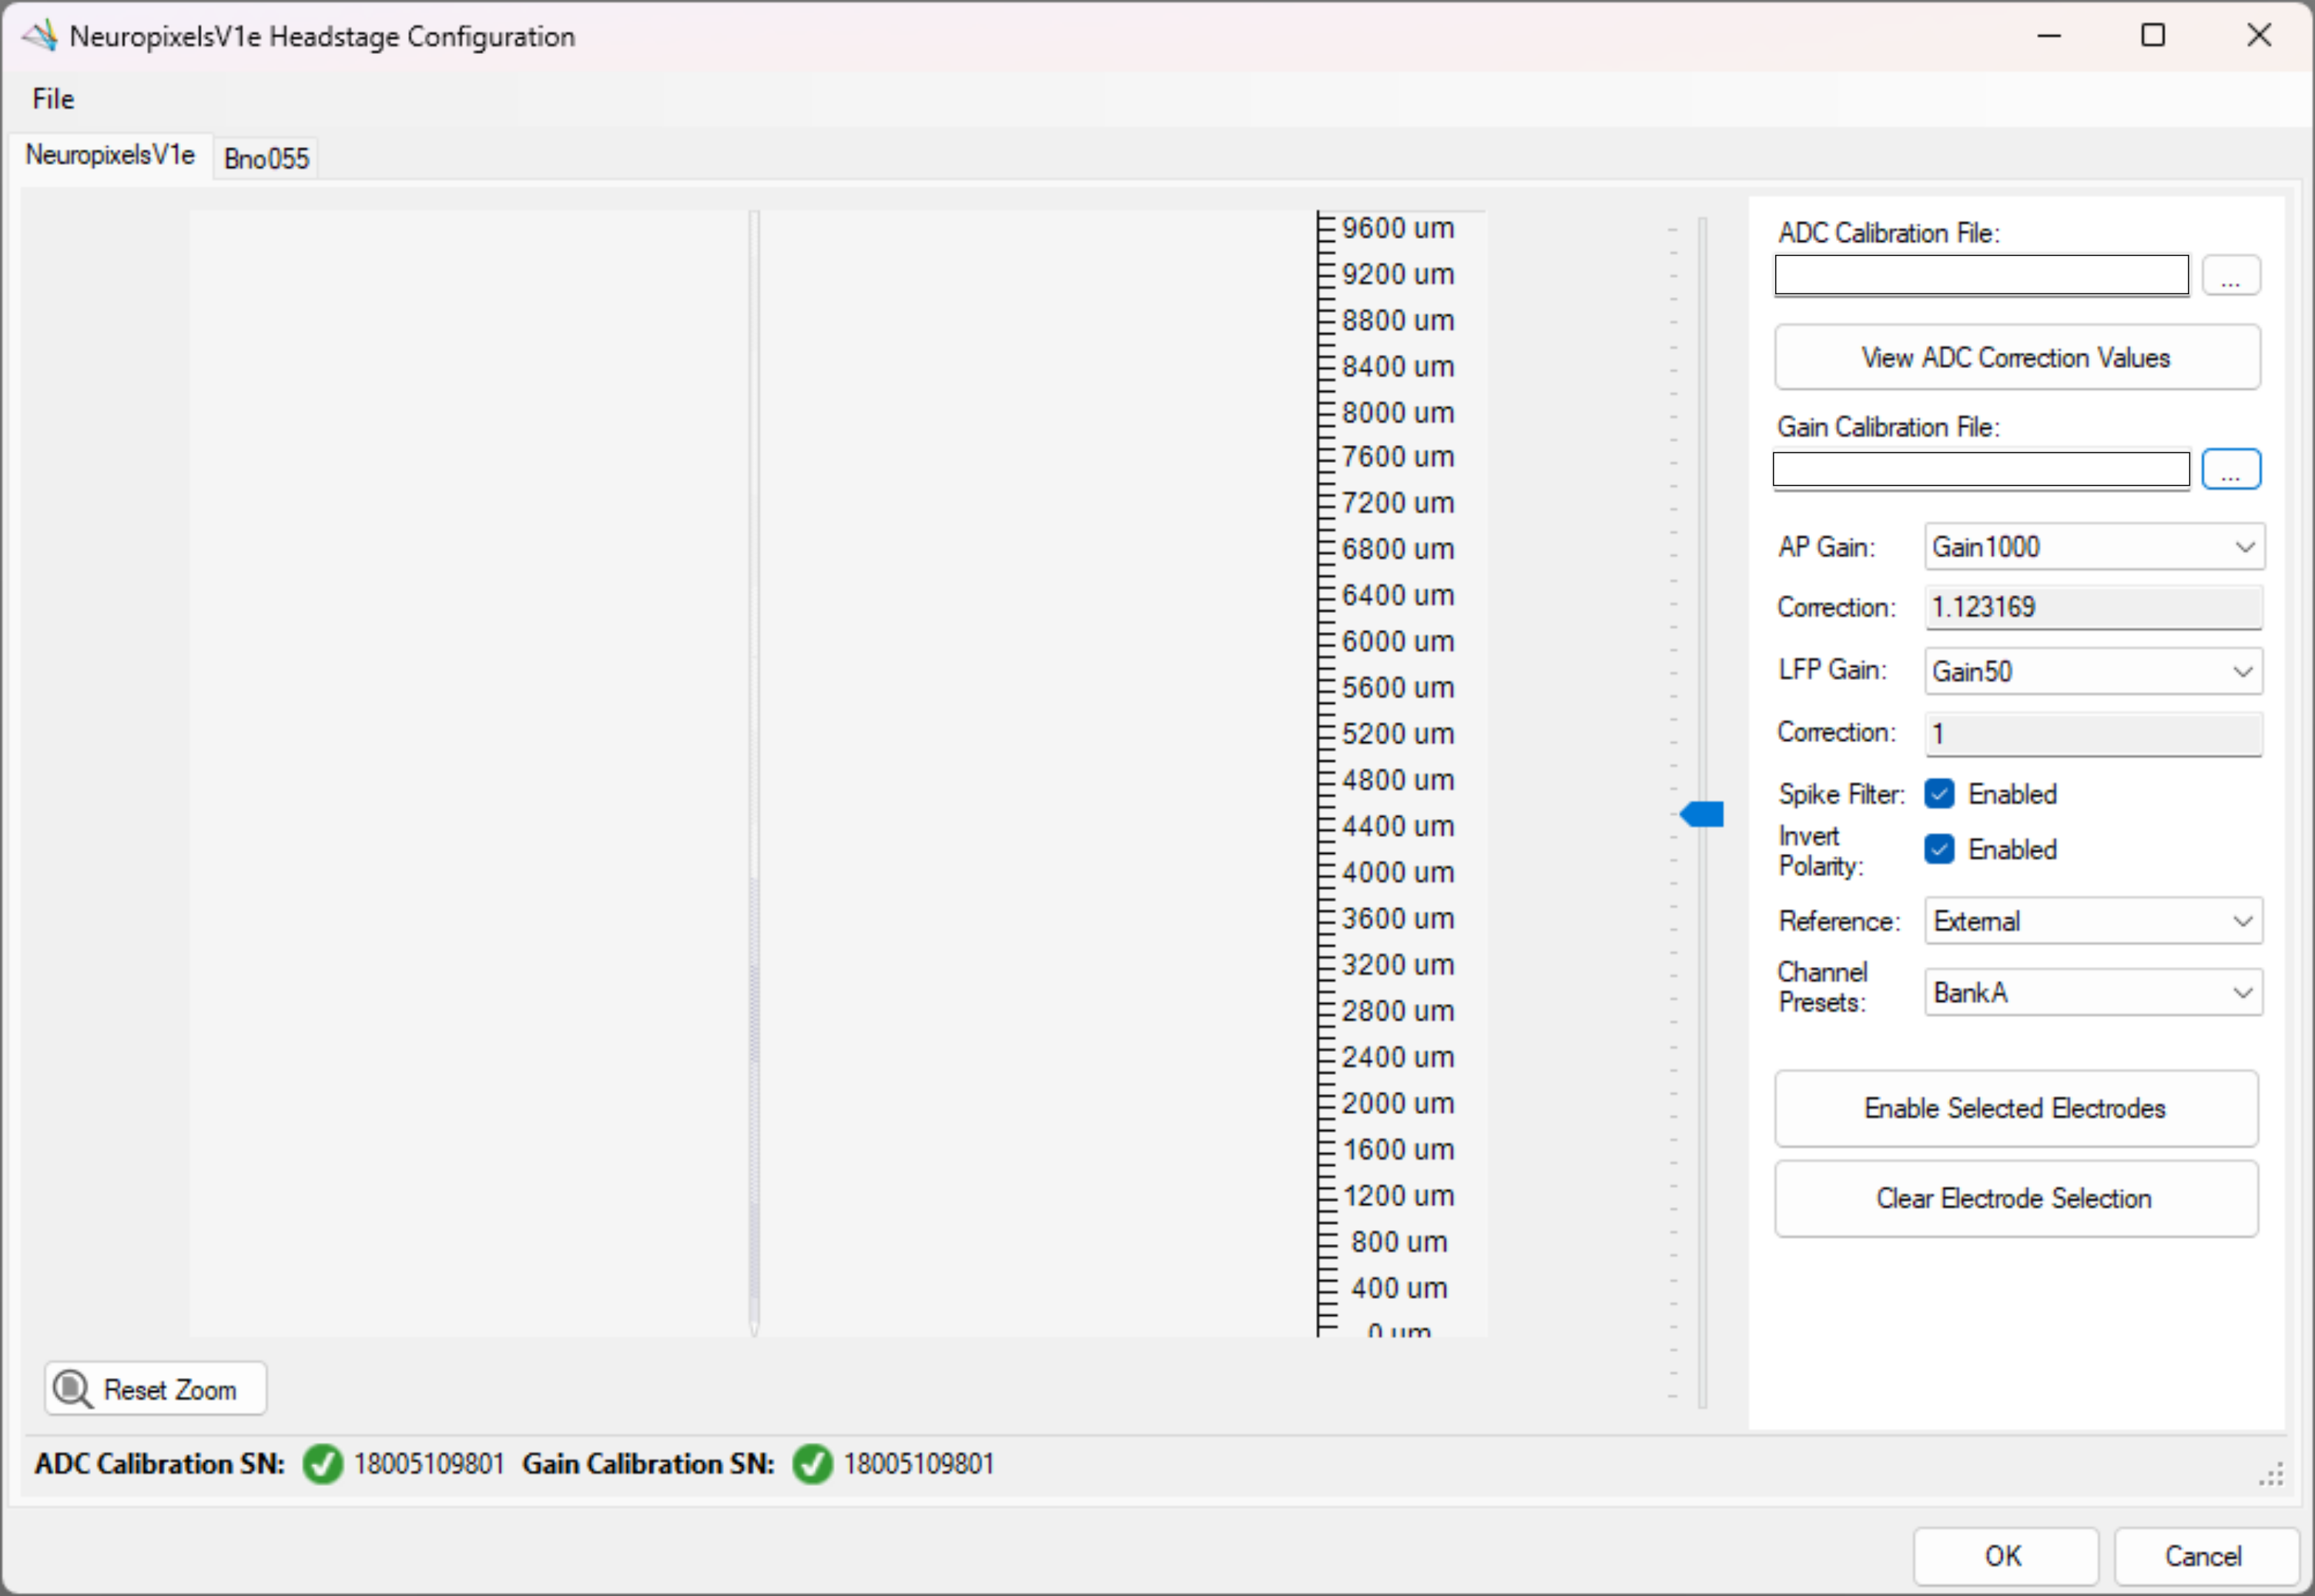 NeuropixelsV1e Headstage Configuration
File
NeuropixelsV1e
Bno055
9600 um
9200 um
8800 um
8400 um
8000 um
7600 um
7200 um
6800 um
6400 um
6000 um
5600 um
5200 um
4800 um
4400 um
4000 um
3600 um
3200 um
2800 um
2400 um
2000 um
1600 um
1200 um
800 um
400 um
0 um
ADC Calibration File:
...
View ADC Correction Values
Gain Calibration File:
...
AP Gain: Gain1000
Correction: 1.123169
LFP Gain: Gain50
Correction: 1
Spike Filter: Enabled
Invert
Polarity: Enabled
Reference: External
Channel
Presets: BankA
Enable Selected Electrodes
Clear Electrode Selection
Reset Zoom
ADC Calibration SN: 18005109801 Gain Calibration SN: 18005109801
OK Cancel